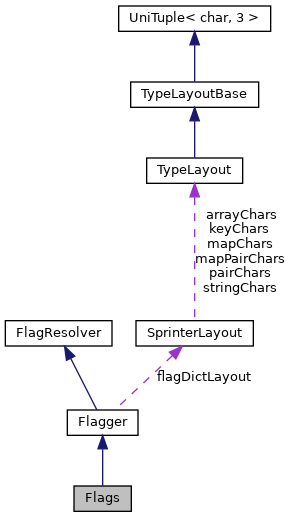 UniTuple< char, 3 >
TypeLayoutBase
TypeLayout
arrayChars
keyChars
mapChars
mapPairChars
pairChars
stringChars
FlagResolver
SprinterLayout
flagDictLayout
Flagger
Flags